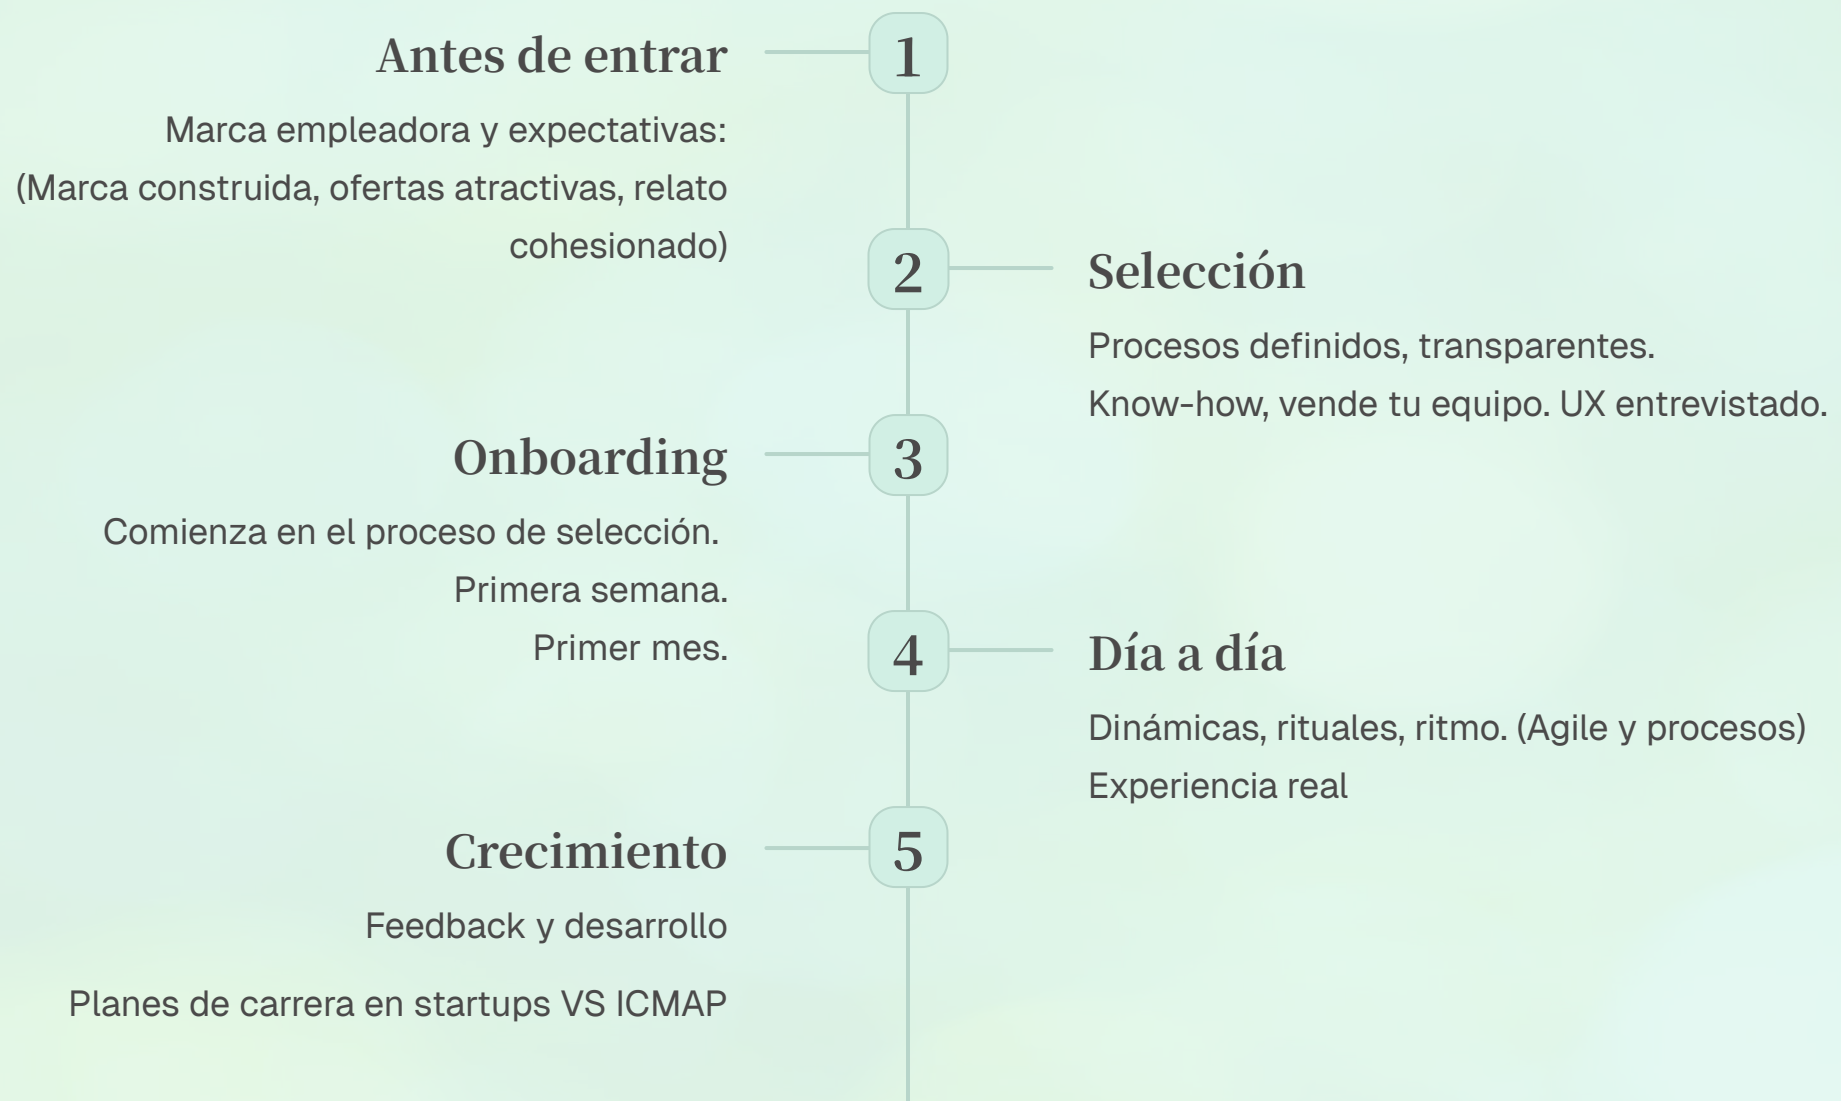 1
Antes de entrar
Marca empleadora y expectativas:
(Marca construida, ofertas atractivas, relato
cohesionado)
2
Selección
Procesos definidos, transparentes.
Know-how, vende tu equipo. UX entrevistado.
3
Onboarding
Comienza en el proceso de selección.
Primera semana.
Primer mes.
4
Día a día
Dinámicas, rituales, ritmo. (Agile y procesos)
Experiencia real
5
Crecimiento
Feedback y desarrollo
Planes de carrera en startups VS ICMAP